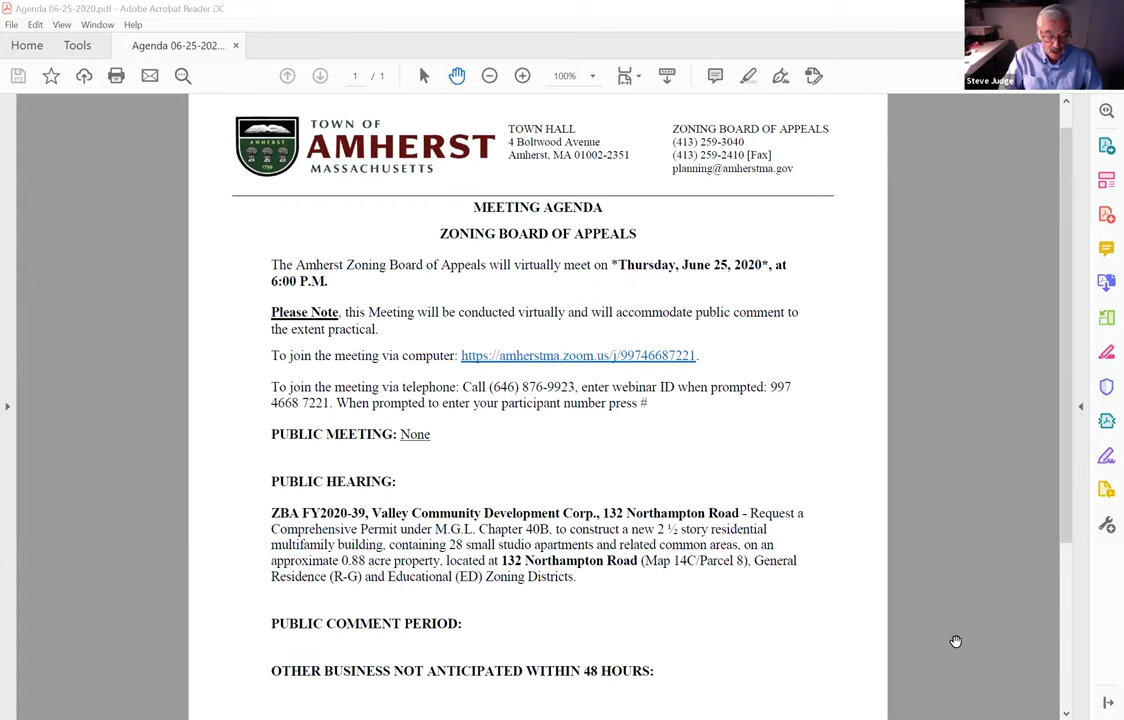 Agenda 06-25-2020.pdf - Adobe Acrobat Reader DC
File Edit View Window Help
Home Tools Agenda 06-25-202... ×
1 / 1 100%
Steve Judge
TOWN OF
AMHERST
MASSACHUSETTS
AMHERST
1759
TOWN HALL
4 Boltwood Avenue
Amherst, MA 01002-2351
ZONING BOARD OF APPEALS
(413) 259-3040
(413) 259-2410 [Fax]
planning@amherstma.gov
MEETING AGENDA
ZONING BOARD OF APPEALS
The Amherst Zoning Board of Appeals will virtually meet on *Thursday, June 25, 2020*, at
6:00 P.M.
Please Note, this Meeting will be conducted virtually and will accommodate public comment to
the extent practical.
To join the meeting via computer: https://amherstma.zoom.us/j/99746687221.
To join the meeting via telephone: Call (646) 876-9923, enter webinar ID when prompted: 997
4668 7221. When prompted to enter your participant number press #
PUBLIC MEETING: None
PUBLIC HEARING:
ZBA FY2020-39, Valley Community Development Corp., 132 Northampton Road - Request a
Comprehensive Permit under M.G.L. Chapter 40B, to construct a new 2 ½ story residential
multifamily building, containing 28 small studio apartments and related common areas, on an
approximate 0.88 acre property, located at 132 Northampton Road (Map 14C/Parcel 8), General
Residence (R-G) and Educational (ED) Zoning Districts.
PUBLIC COMMENT PERIOD:
OTHER BUSINESS NOT ANTICIPATED WITHIN 48 HOURS: